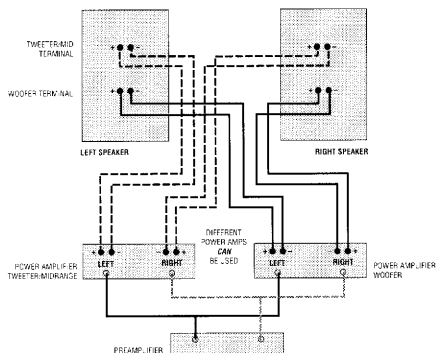 TWEETER/MID
TERMINAL
+ -
+ -
WOOFER TERMINAL
+ -
+ -
LEFT SPEAKER
RIGHT SPEAKER
DIFFERENT
POWER AMPS
CAN
BE USED
+ -
LEFT
- +
RIGHT
+ -
LEFT
- +
RIGHT
POWER AMPLIFIER
TWEETER/MIDRANGE
POWER AMPLIFIER
WOOFER
PREAMPLIFIER